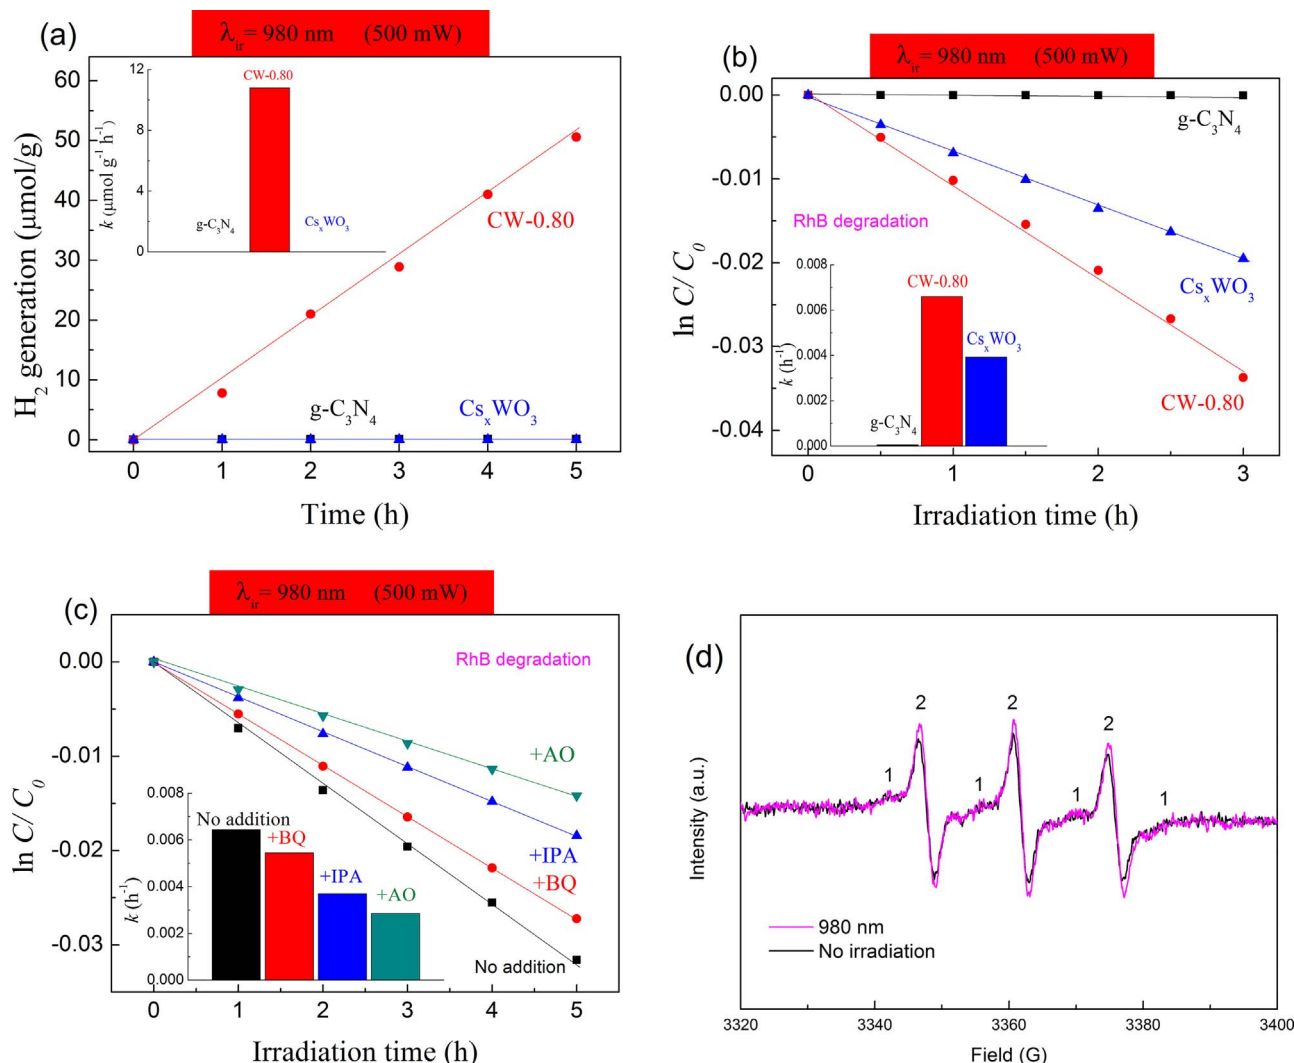 (a)
λir= 980 nm (500 mW)
60
50
40
30
20
10
0
H2 generation (μmol/g)
12
8
4
0
k (μmol g-1 h-1)
CW-0.80
g-C3N4
CsxWO3
CW-0.80
g-C3N4
CsxWO3
0 1 2 3 4 5
Time (h)
(b)
λir= 980 nm (500 mW)
0.00
-0.01
-0.02
-0.03
-0.04
ln C/ C0
g-C3N4
RhB degradation
CsxWO3
CW-0.80
0.008
0.006
0.004
0.002
0.000
k (h-1)
CW-0.80
CsxWO3
g-C3N4
0 1 2 3
Irradiation time (h)
(c)
λir= 980 nm (500 mW)
0.00
-0.01
-0.02
-0.03
ln C/ C0
RhB degradation
+AO
+IPA
+BQ
No addition
0.008
0.006
0.004
0.002
0.000
k (h-1)
No addition
+BQ
+IPA
+AO
0 1 2 3 4 5
Irradiation time (h)
(d)
Intensity (a.u.)
2 2 2
1 1 1 1
980 nm
No irradiation
3320 3340 3360 3380 3400
Field (G)